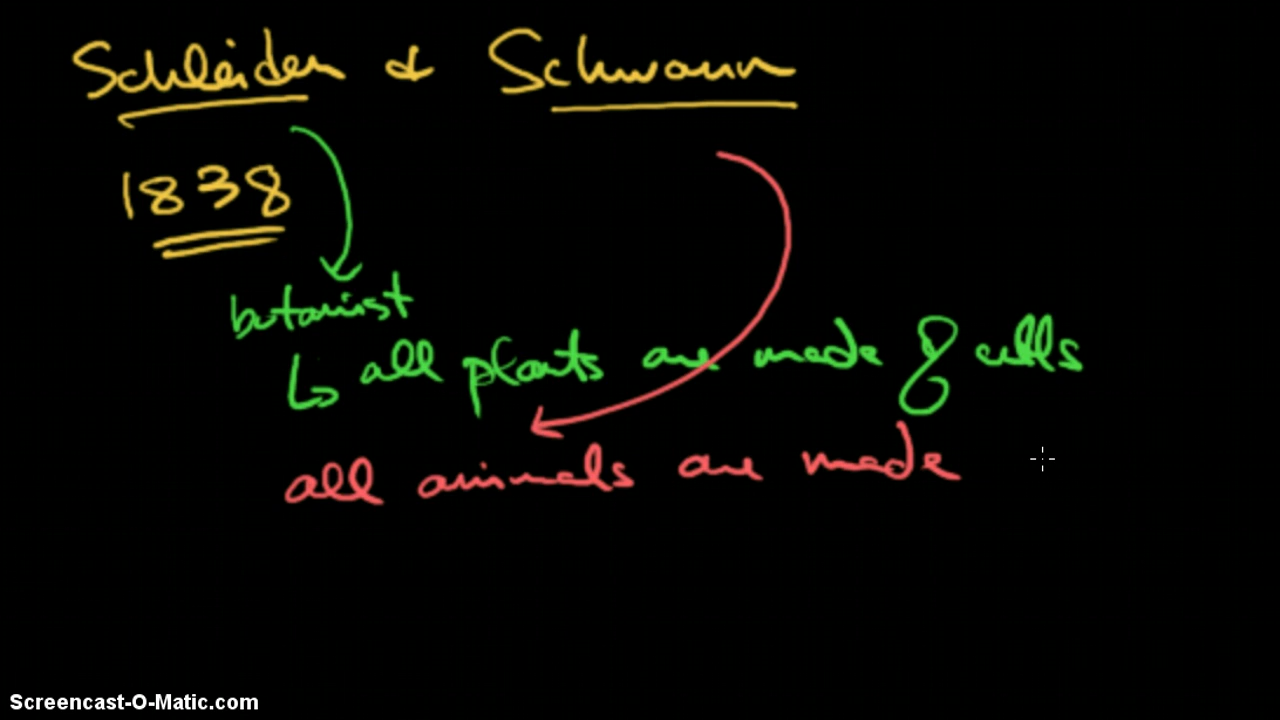 Schleiden & Schwann
1838
botanist
↳ all plants are made of cells
all animals are made
Screencast-O-Matic.com